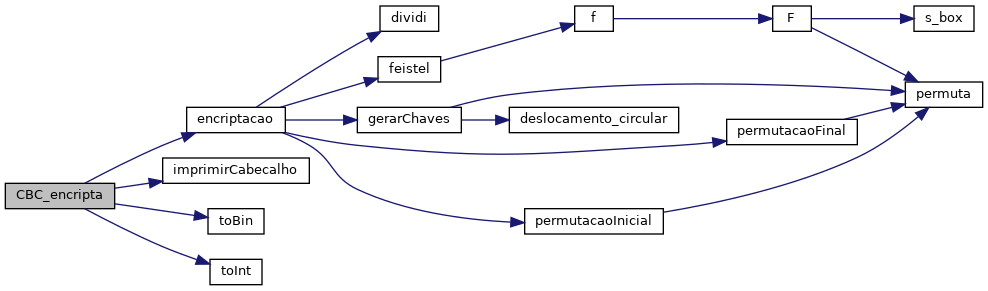 dividi
f
F
s_box
feistel
permuta
encriptacao
gerarChaves
deslocamento_circular
permutacaoFinal
imprimirCabecalho
CBC_encripta
toBin
permutacaoInicial
toInt